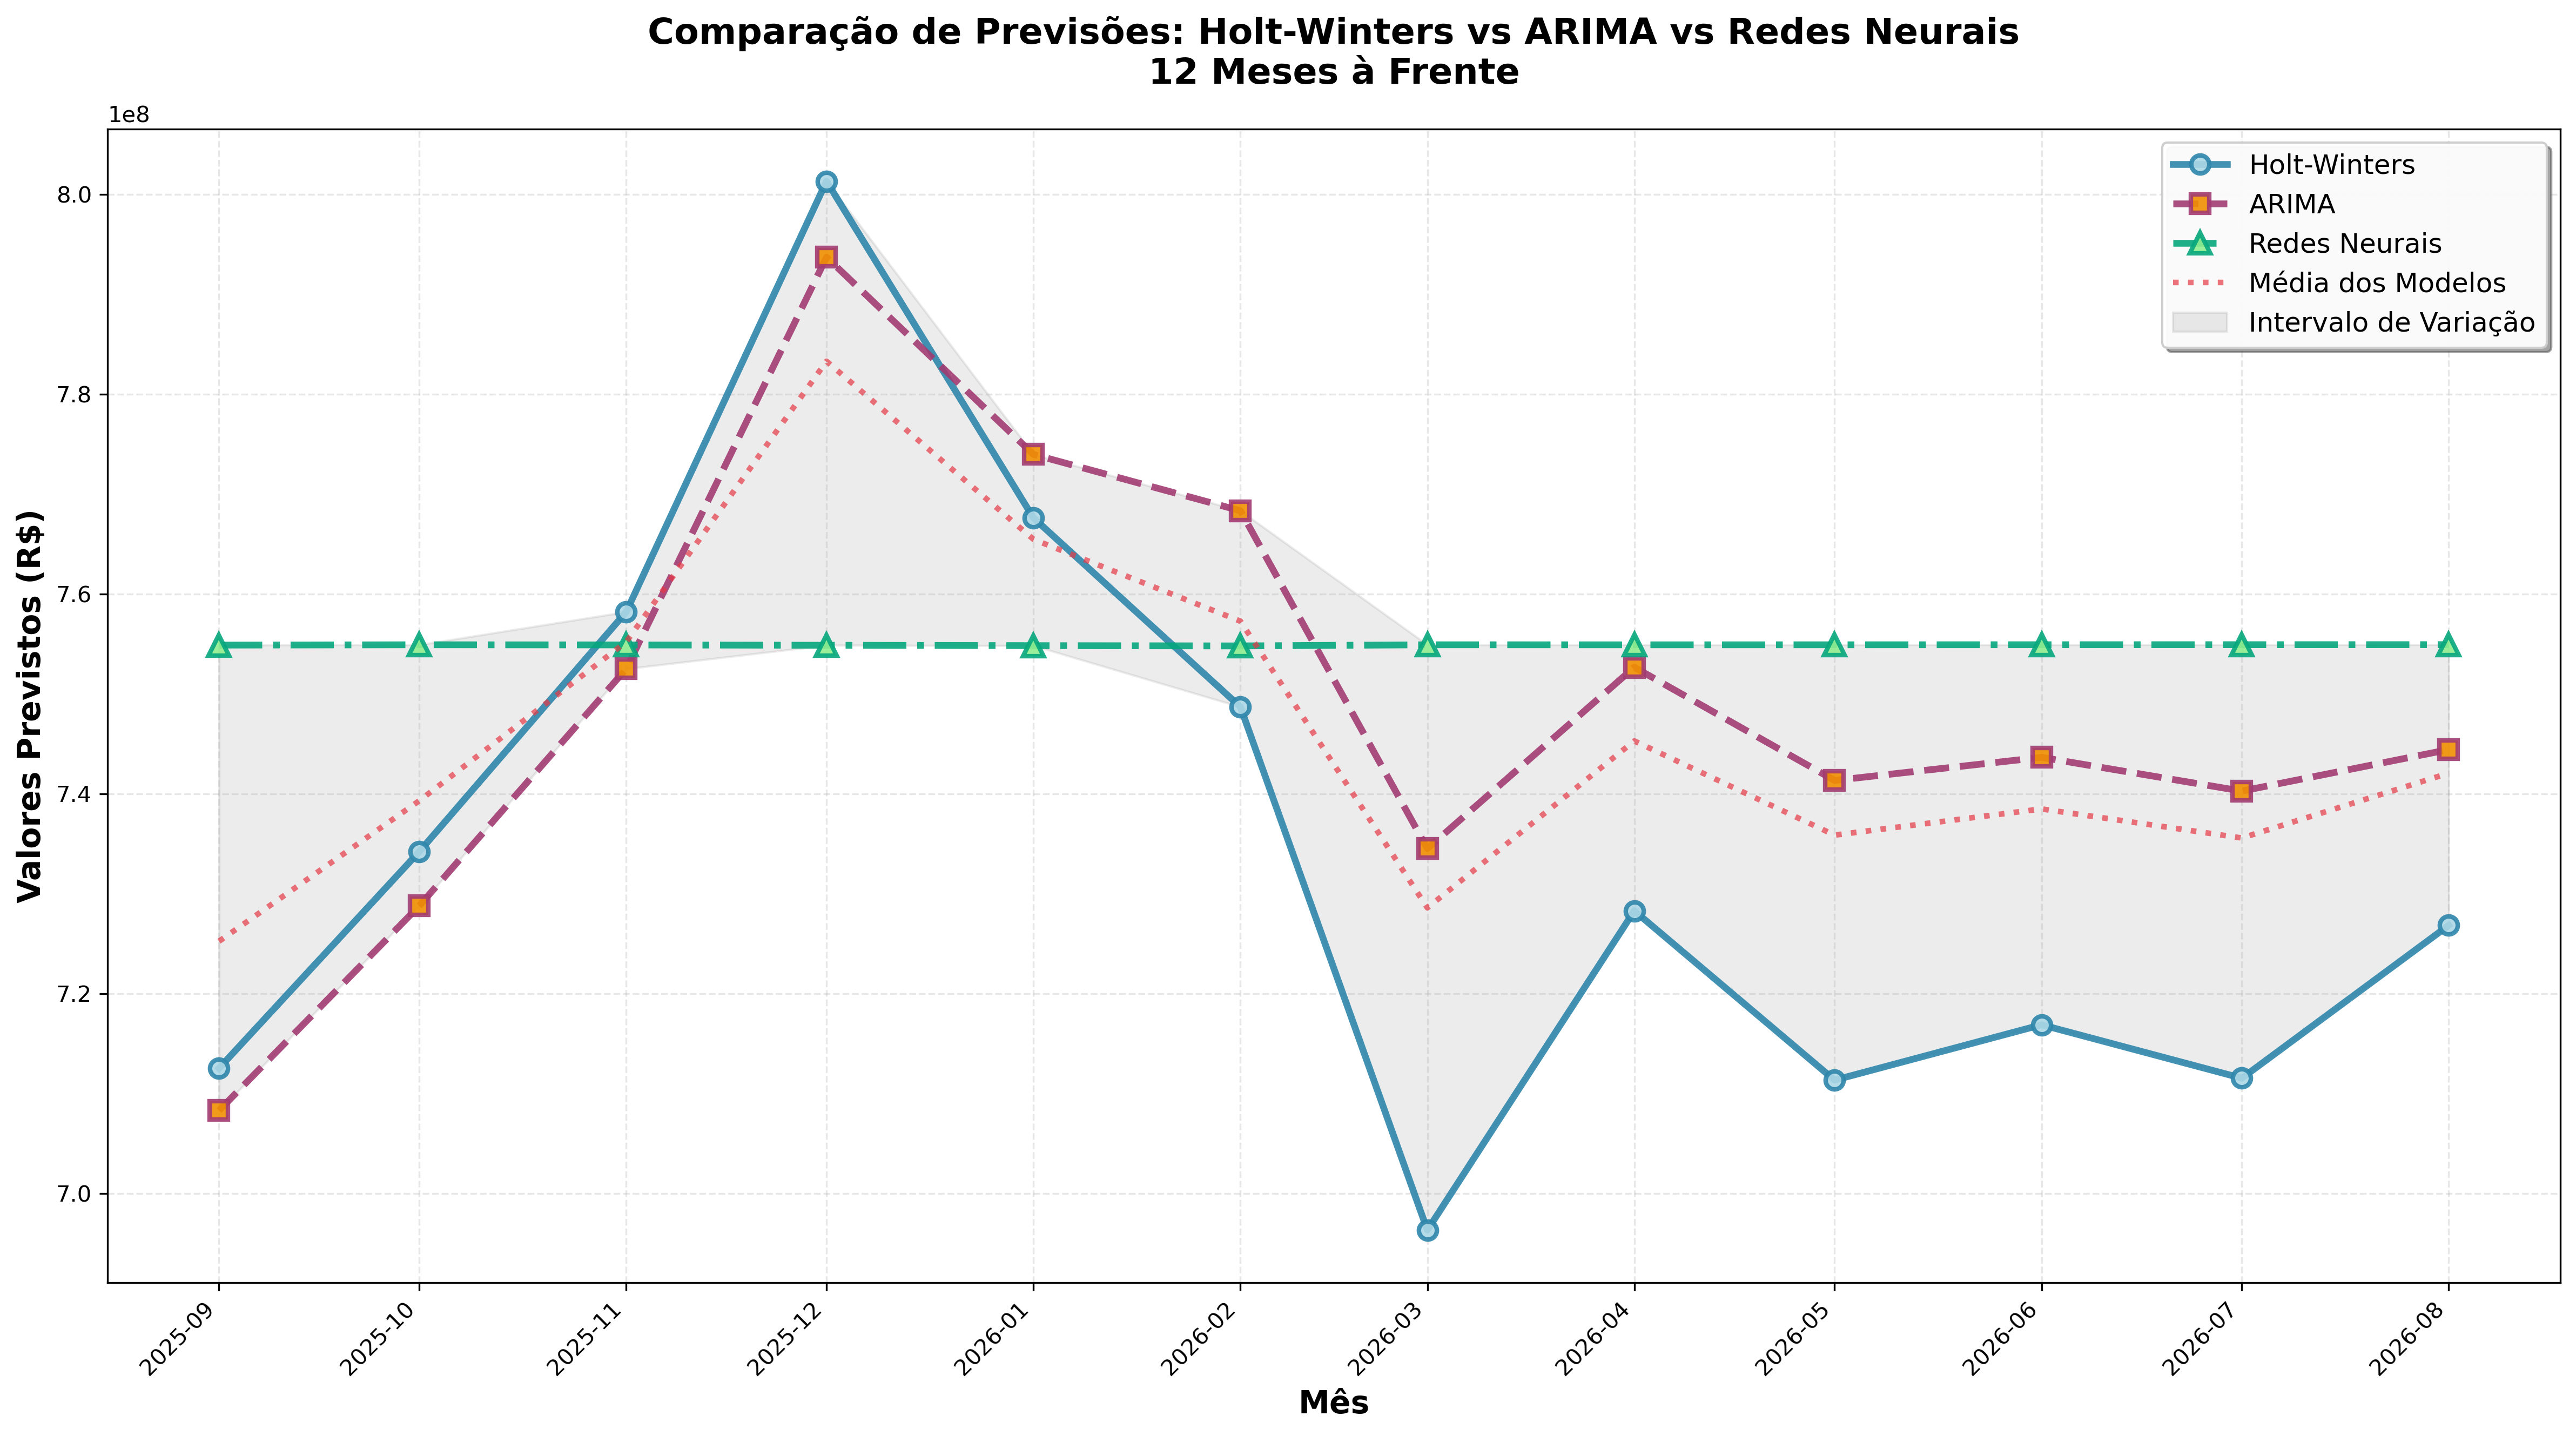 Comparação de Previsões: Holt-Winters vs ARIMA vs Redes Neurais
12 Meses à Frente
1e8
8.0
7.8
7.6
7.4
7.2
7.0
Valores Previstos (R$)
Holt-Winters
ARIMA
Redes Neurais
Média dos Modelos
Intervalo de Variação
2025-09
2025-10
2025-11
2025-12
2026-01
2026-02
2026-03
2026-04
2026-05
2026-06
2026-07
2026-08
Mês